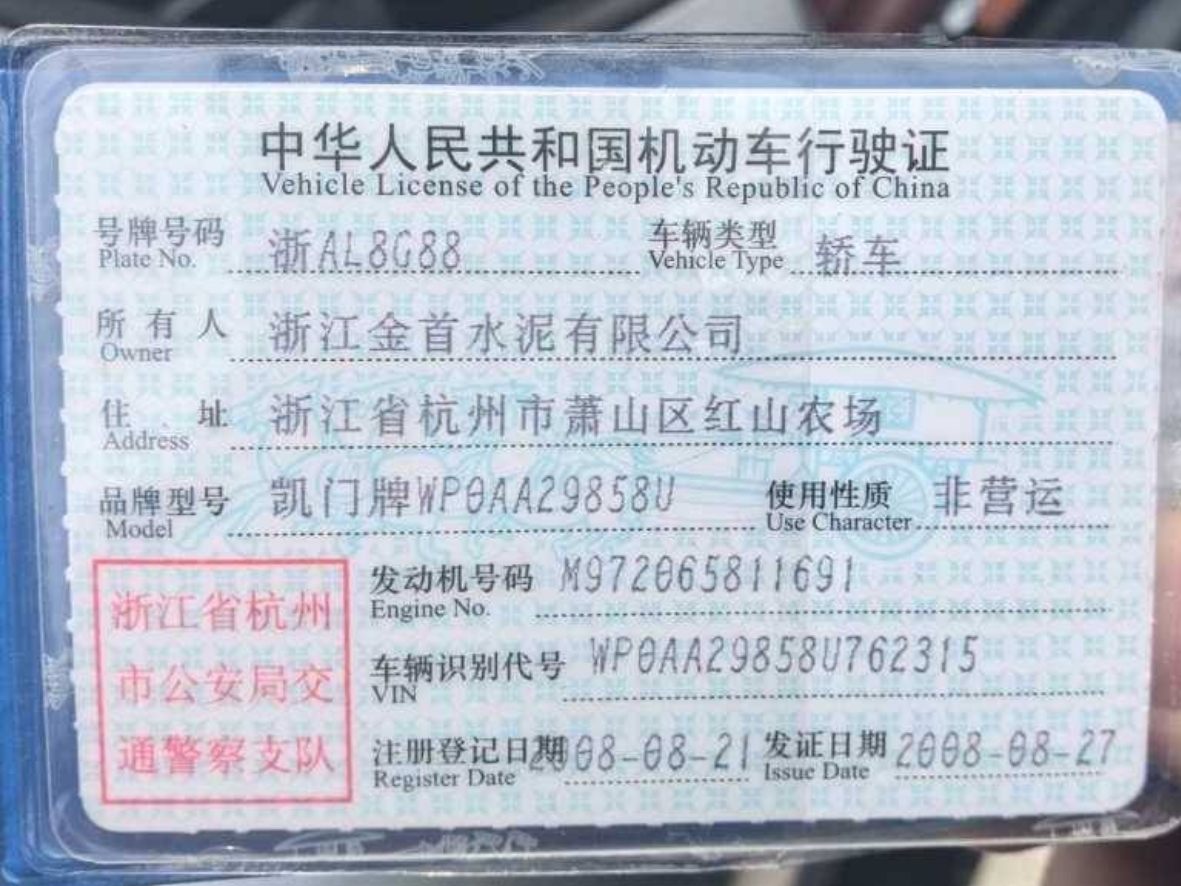 中华人民共和国机动车行驶证
Vehicle License of the People's Republic of China
号牌号码 浙AL8G88 车辆类型 轿车
Plate No. Vehicle Type
所有人 浙江金首水泥有限公司
Owner
住址 浙江省杭州市萧山区红山农场
Address
品牌型号 凯门牌WP0AA29858U 使用性质 非营运
Model Use Character
发动机号码 M972065811691
Engine No.
车辆识别代号 WP0AA29858U762315
VIN
注册登记日期 2008-08-21 发证日期 2008-08-27
Register Date Issue Date
浙江省杭州
市公安局交
通警察支队